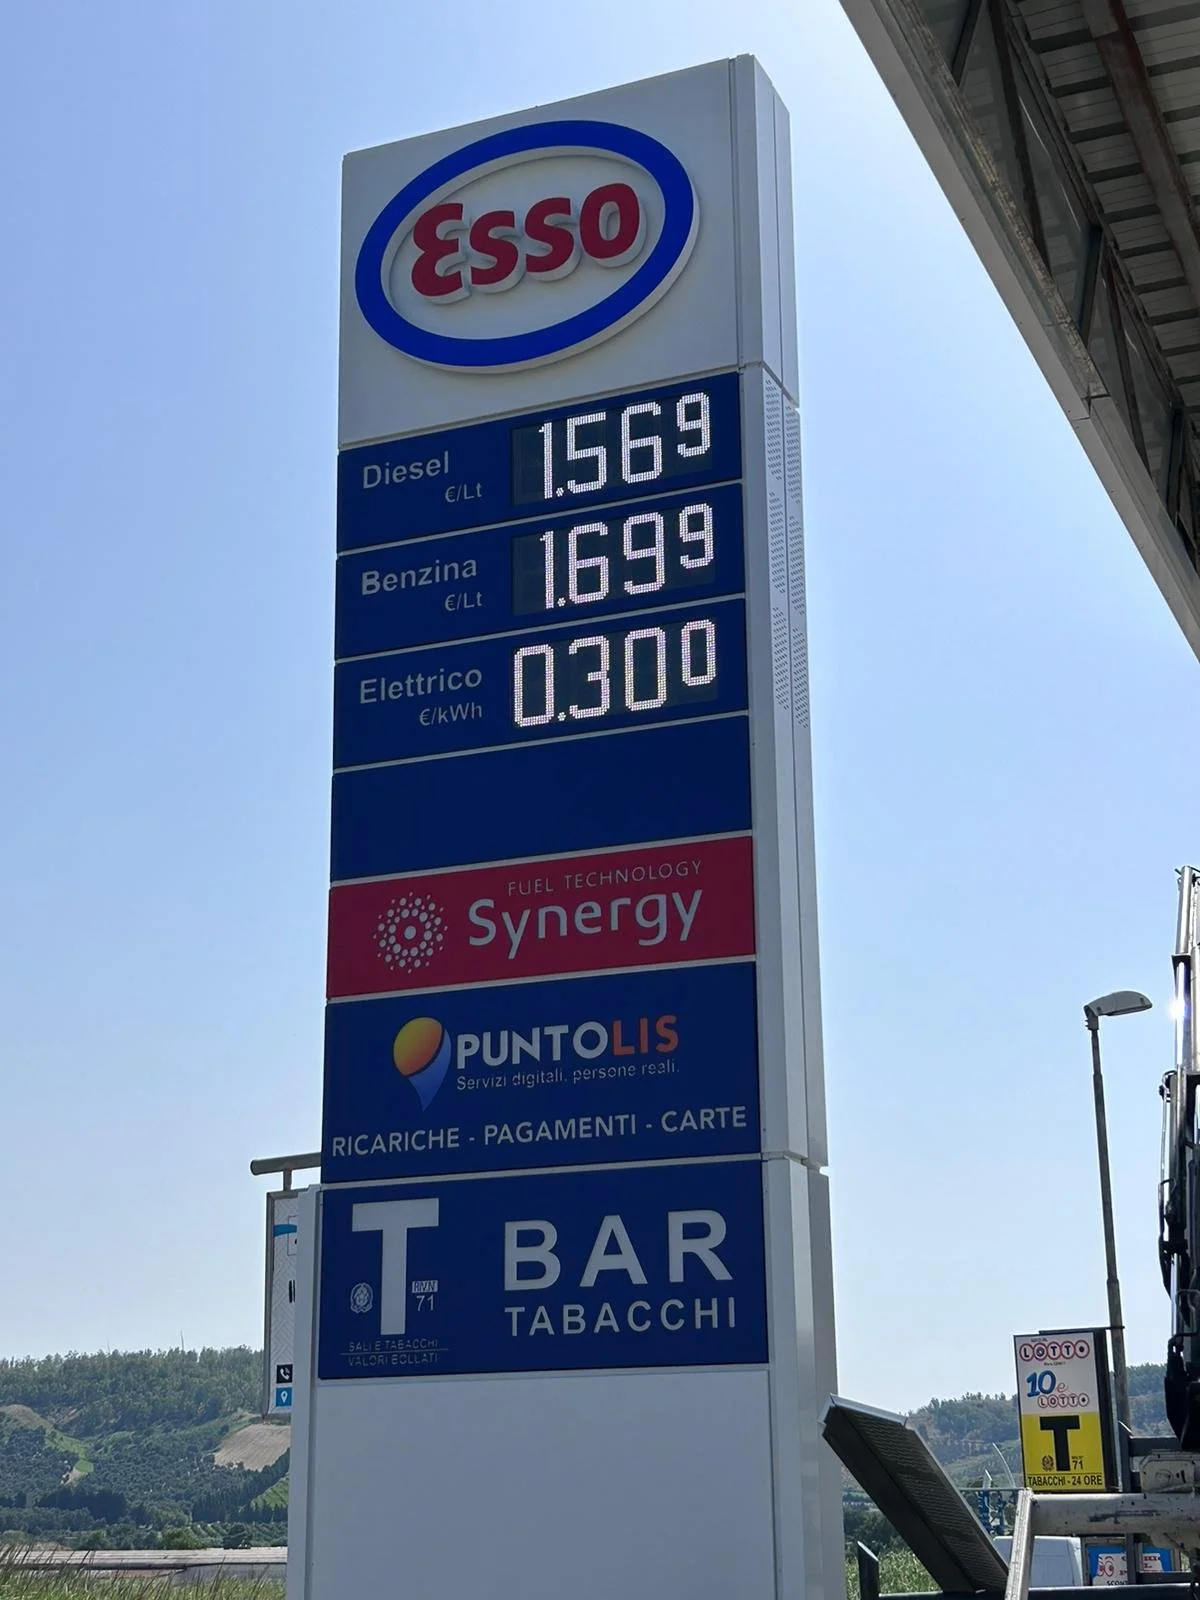 Esso
Diesel
€/Lt
1.569
Benzina
€/Lt
1.699
Elettrico
€/kWh
0.300
FUEL TECHNOLOGY
Synergy
PUNTOLIS
Servizi digitali, persone reali.
RICARICHE - PAGAMENTI - CARTE
T
RIV.N°
71
SALI E TABACCHI
VALORI BOLLATI
BAR
TABACCHI
LOTTO
10e
LOTTO
T
71
TABACCHI - 24 ORE